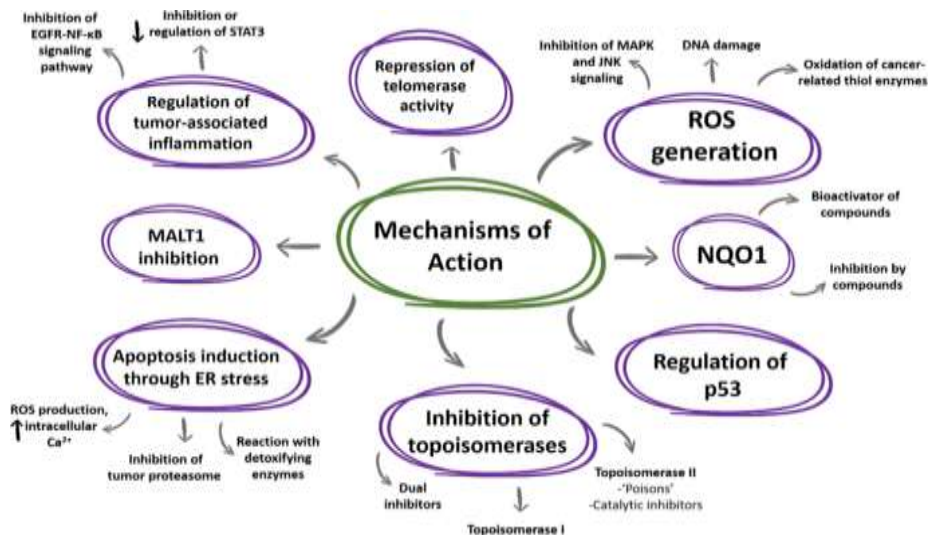 Inhibition of
EGFR-NF-κB
signaling
pathway
Inhibition or
regulation of STAT3
Regulation of
tumor-associated
inflammation
Repression of
telomerase
activity
Inhibition of MAPK
and JNK
signaling
DNA damage
Oxidation of cancer-
related thiol enzymes
ROS
generation
MALT1
inhibition
Mechanisms of
Action
NQO1
Bioactivator of
compounds
Inhibition by
compounds
Apoptosis induction
through ER stress
ROS production,
intracellular
Ca²⁺
Inhibition of
tumor proteasome
Reaction with
detoxifying
enzymes
Inhibition of
topoisomerases
Dual
inhibitors
Topoisomerase I
Topoisomerase II
-'Poisons'
-Catalytic inhibitors
Regulation of
p53